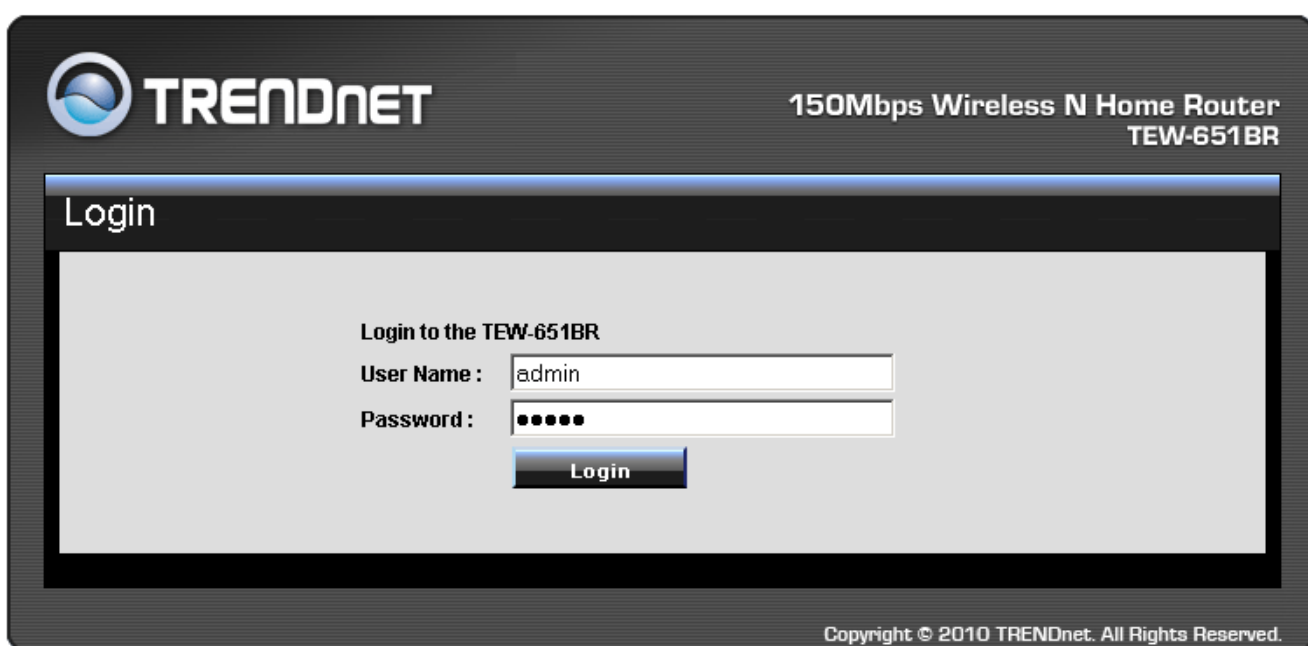 TRENDnet
150Mbps Wireless N Home Router
TEW-651BR
Login
Login to the TEW-651BR
User Name : admin
Password : •••••
Login
Copyright © 2010 TRENDnet. All Rights Reserved.